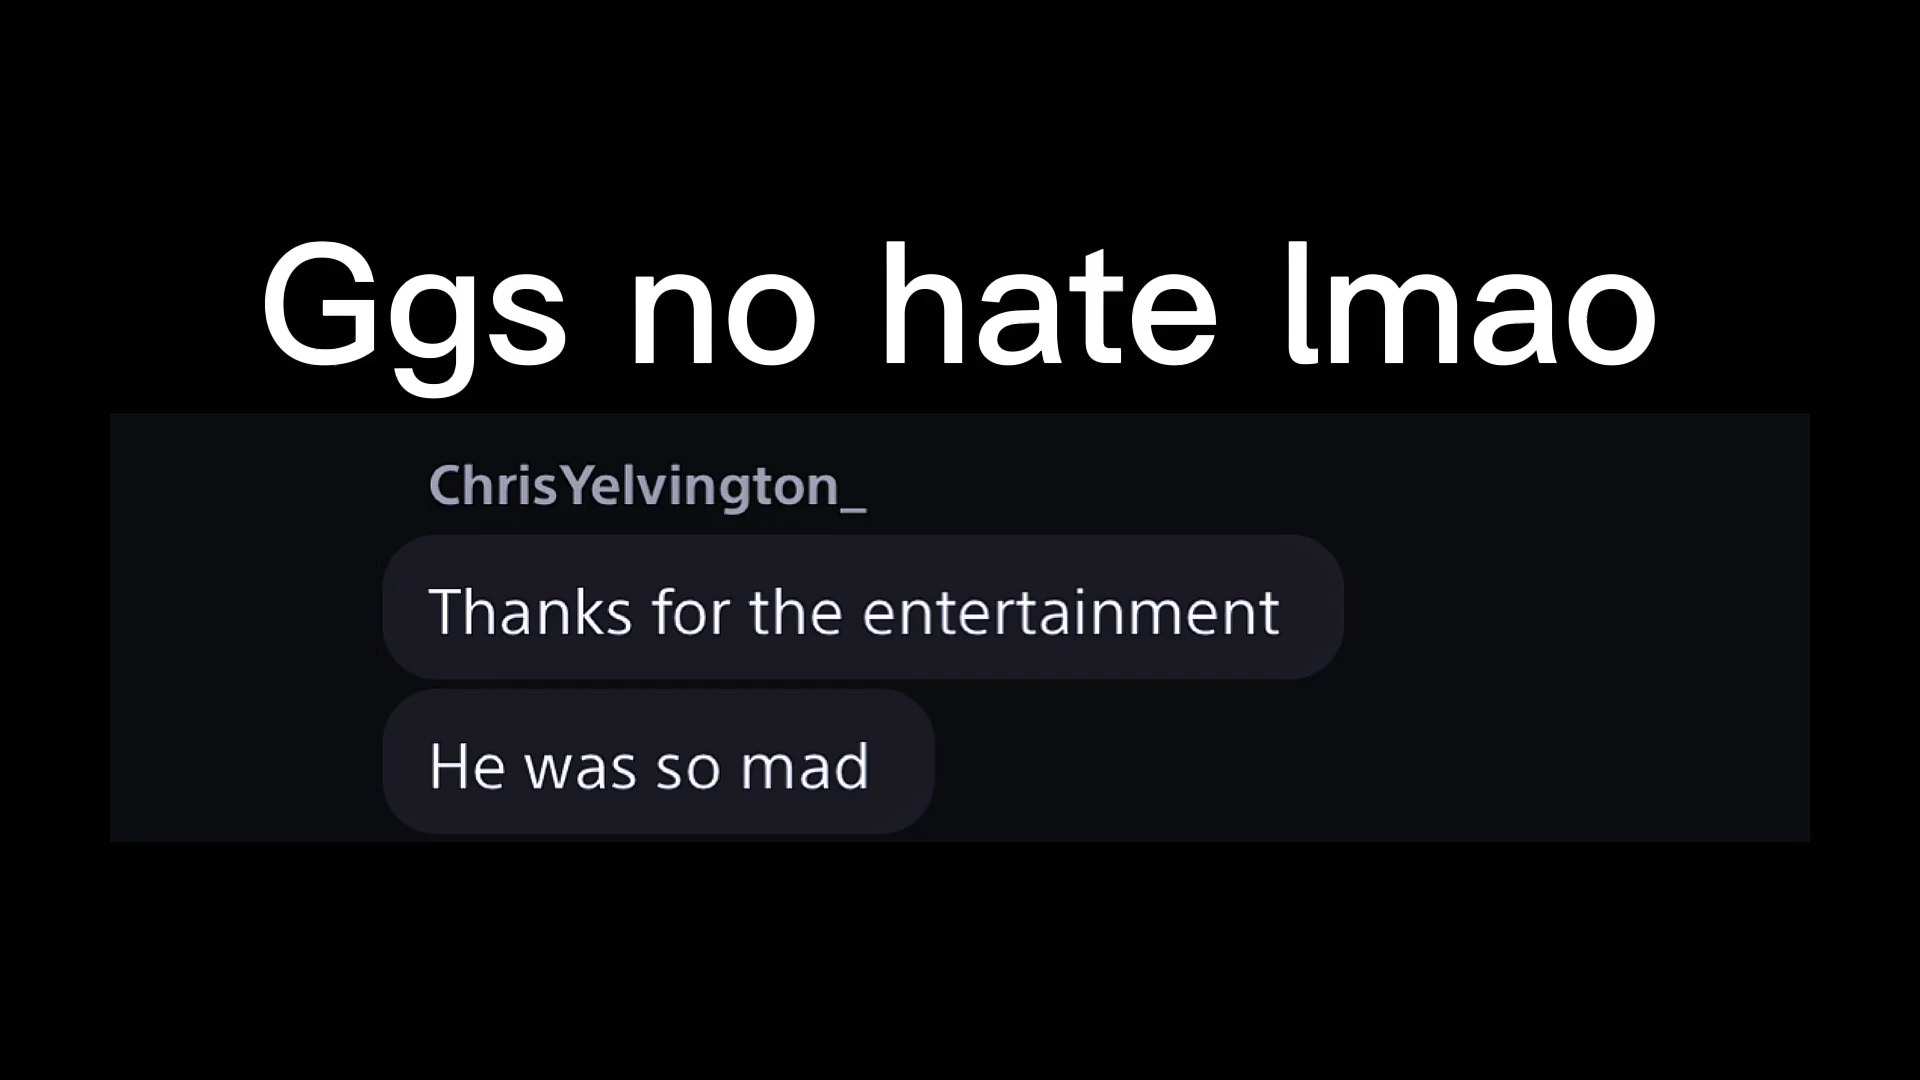 Ggs no hate lmao
ChrisYelvington_
Thanks for the entertainment
He was so mad